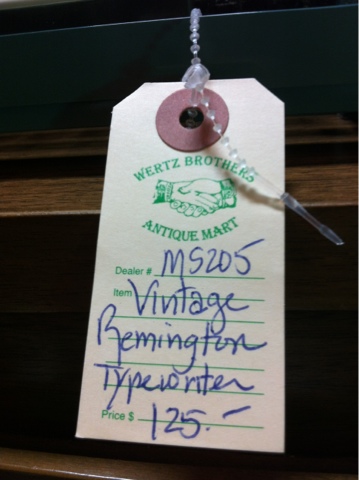 WERTZ BROTHERS
ANTIQUE MART
Dealer # MS205
Item Vintage
Remington
Typewriter
Price $ 125.-